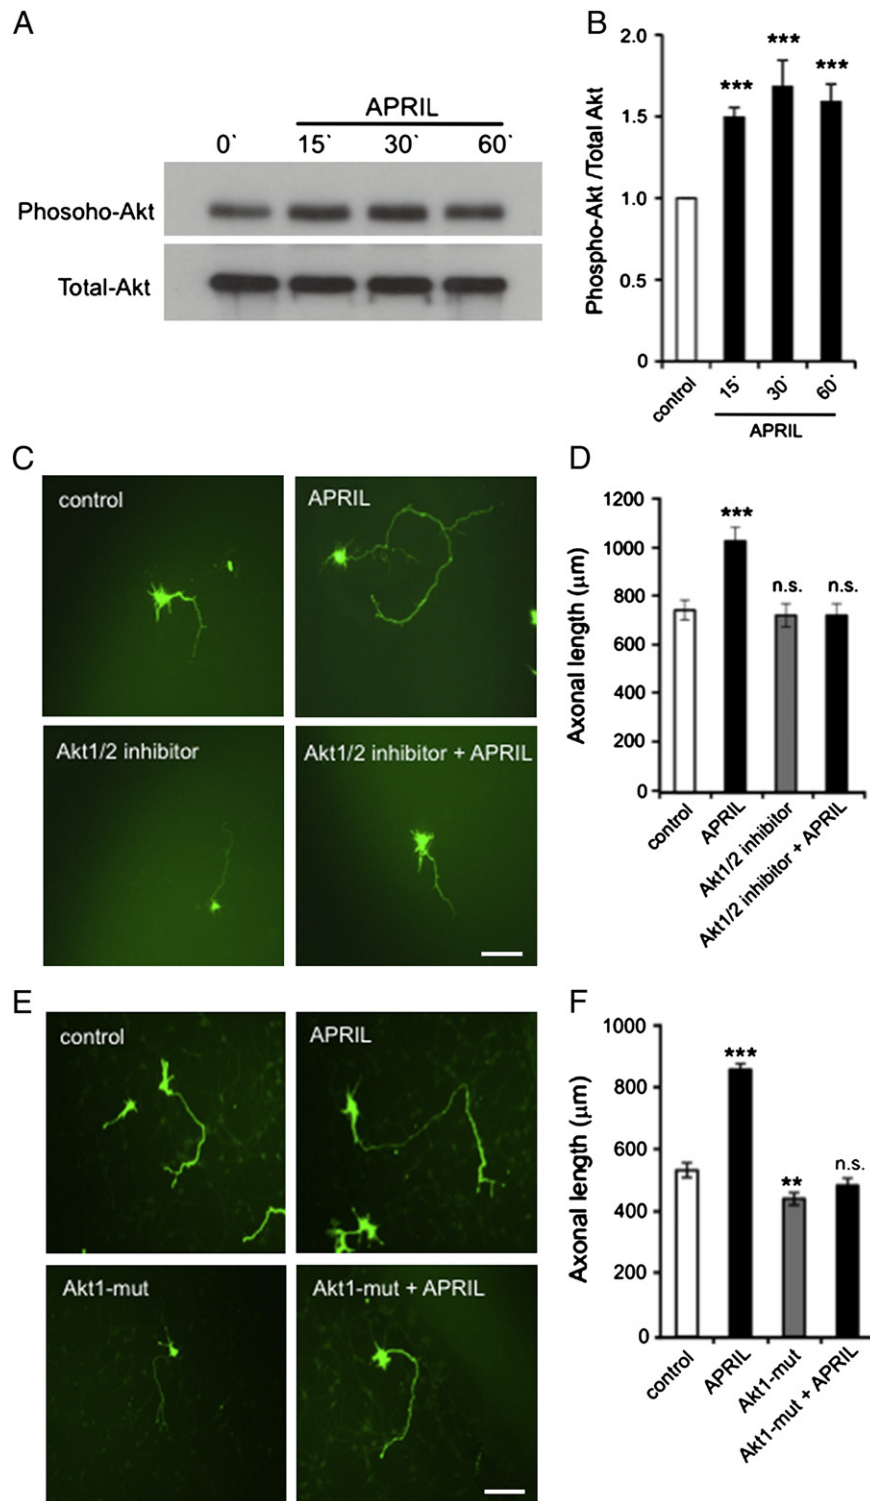 A
APRIL
0` 15` 30` 60`
Phosoho-Akt
Total-Akt
B
Phospho-Akt /Total Akt
2.0
1.5
1.0
0.5
0
***
***
***
control
15`
30`
60`
APRIL
C
control
APRIL
Akt1/2 inhibitor
Akt1/2 inhibitor + APRIL
D
Axonal length (μm)
1200
1000
800
600
400
200
0
***
n.s.
n.s.
control
APRIL
Akt1/2 inhibitor
Akt1/2 inhibitor + APRIL
E
control
APRIL
Akt1-mut
Akt1-mut + APRIL
F
Axonal length (μm)
1000
800
600
400
200
0
***
**
n.s.
control
APRIL
Akt1-mut
Akt1-mut + APRIL